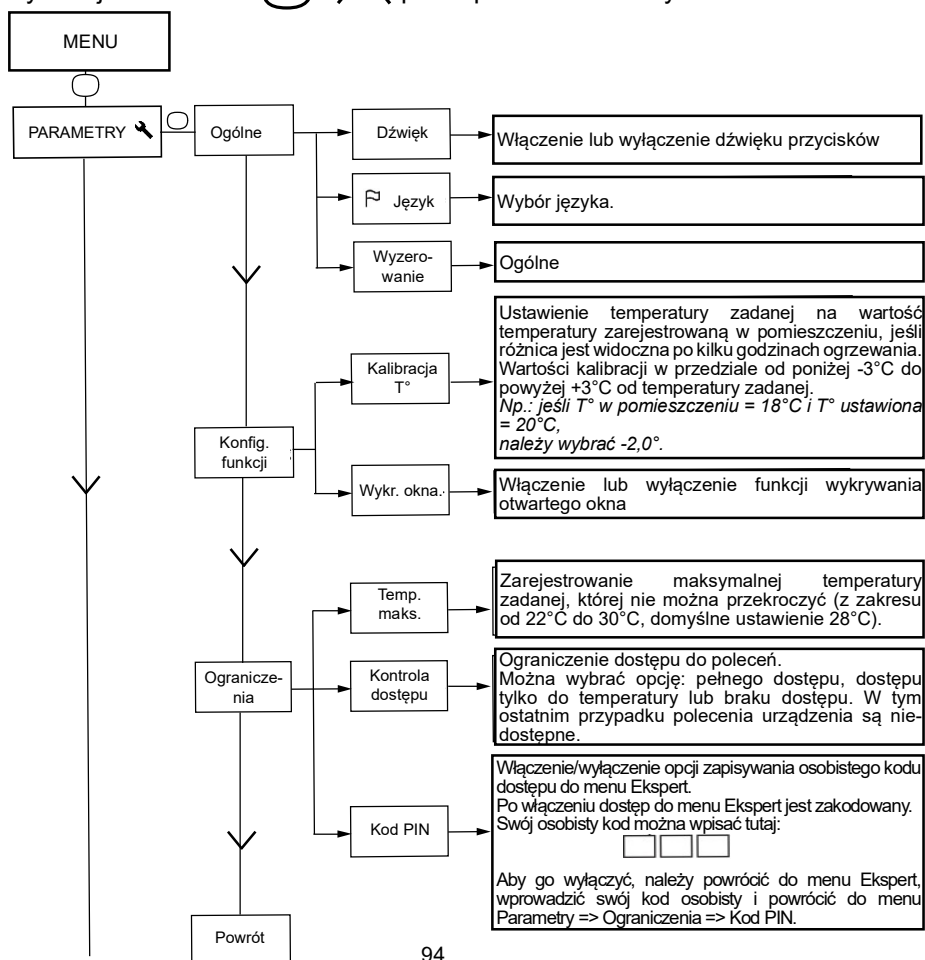 MENU
PARAMETRY
Ogólne
Dźwięk
Włączenie lub wyłączenie dźwięku przycisków
Język
Wybór języka.
Wyzero-
wanie
Ogólne
Kalibracja
T°
Ustawienie temperatury zadanej na wartość
temperatury zarejestrowaną w pomieszczeniu, jeśli
różnica jest widoczna po kilku godzinach ogrzewania.
Wartości kalibracji w przedziale od poniżej -3°C do
powyżej +3°C od temperatury zadanej.
Np.: jeśli T° w pomieszczeniu = 18°C i T° ustawiona
= 20°C,
należy wybrać -2,0°.
Konfig.
funkcji
Wykr. okna.
Włączenie lub wyłączenie funkcji wykrywania
otwartego okna
Temp.
maks.
Zarejestrowanie maksymalnej temperatury
zadanej, której nie można przekroczyć (z zakresu
od 22°C do 30°C, domyślne ustawienie 28°C).
Ogranicze-
nia
Kontrola
dostępu
Ograniczenie dostępu do poleceń.
Można wybrać opcję: pełnego dostępu, dostępu
tylko do temperatury lub braku dostępu. W tym
ostatnim przypadku polecenia urządzenia są nie-
dostępne.
Kod PIN
Włączenie/wyłączenie opcji zapisywania osobistego kodu
dostępu do menu Ekspert.
Po włączeniu dostęp do menu Ekspert jest zakodowany.
Swój osobisty kod można wpisać tutaj:
Aby go wyłączyć, należy powrócić do menu Ekspert,
wprowadzić swój kod osobisty i powrócić do menu
Parametry => Ograniczenia => Kod PIN.
Powrót
94